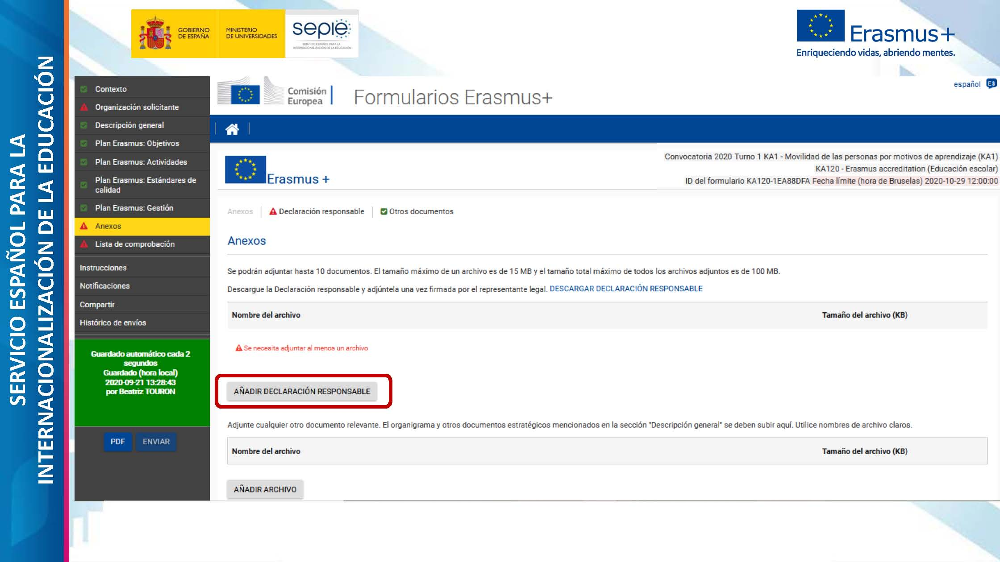 SERVICIO ESPAÑOL PARA LA
INTERNACIONALIZACIÓN DE LA EDUCACIÓN
GOBIERNO
DE ESPAÑA
MINISTERIO
DE UNIVERSIDADES
sepie
SERVICIO ESPAÑOL PARA LA
INTERNACIONALIZACIÓN DE LA EDUCACIÓN
Erasmus+
Enriqueciendo vidas, abriendo mentes.
Contexto
Organización solicitante
Descripción general
Plan Erasmus: Objetivos
Plan Erasmus: Actividades
Plan Erasmus: Estándares de
calidad
Plan Erasmus: Gestión
Anexos
Lista de comprobación
Instrucciones
Notificaciones
Compartir
Histórico de envíos
Guardado automático cada 2
segundos
Guardado (hora local)
2020-09-21 13:28:43
por Beatriz TOURON
PDF ENVIAR
Comisión
Europea
Formularios Erasmus+
español ES
Erasmus +
Convocatoria 2020 Turno 1 KA1 - Movilidad de las personas por motivos de aprendizaje (KA1)
KA120 - Erasmus accreditation (Educación escolar)
ID del formulario KA120-1EA88DFA Fecha límite (hora de Bruselas) 2020-10-29 12:00:00
Anexos Declaración responsable Otros documentos
Anexos
Se podrán adjuntar hasta 10 documentos. El tamaño máximo de un archivo es de 15 MB y el tamaño total máximo de todos los archivos adjuntos es de 100 MB.
Descargue la Declaración responsable y adjúntela una vez firmada por el representante legal. DESCARGAR DECLARACIÓN RESPONSABLE
Nombre del archivo Tamaño del archivo (KB)
Se necesita adjuntar al menos un archivo
AÑADIR DECLARACIÓN RESPONSABLE
Adjunte cualquier otro documento relevante. El organigrama y otros documentos estratégicos mencionados en la sección "Descripción general" se deben subir aquí. Utilice nombres de archivo claros.
Nombre del archivo Tamaño del archivo (KB)
AÑADIR ARCHIVO